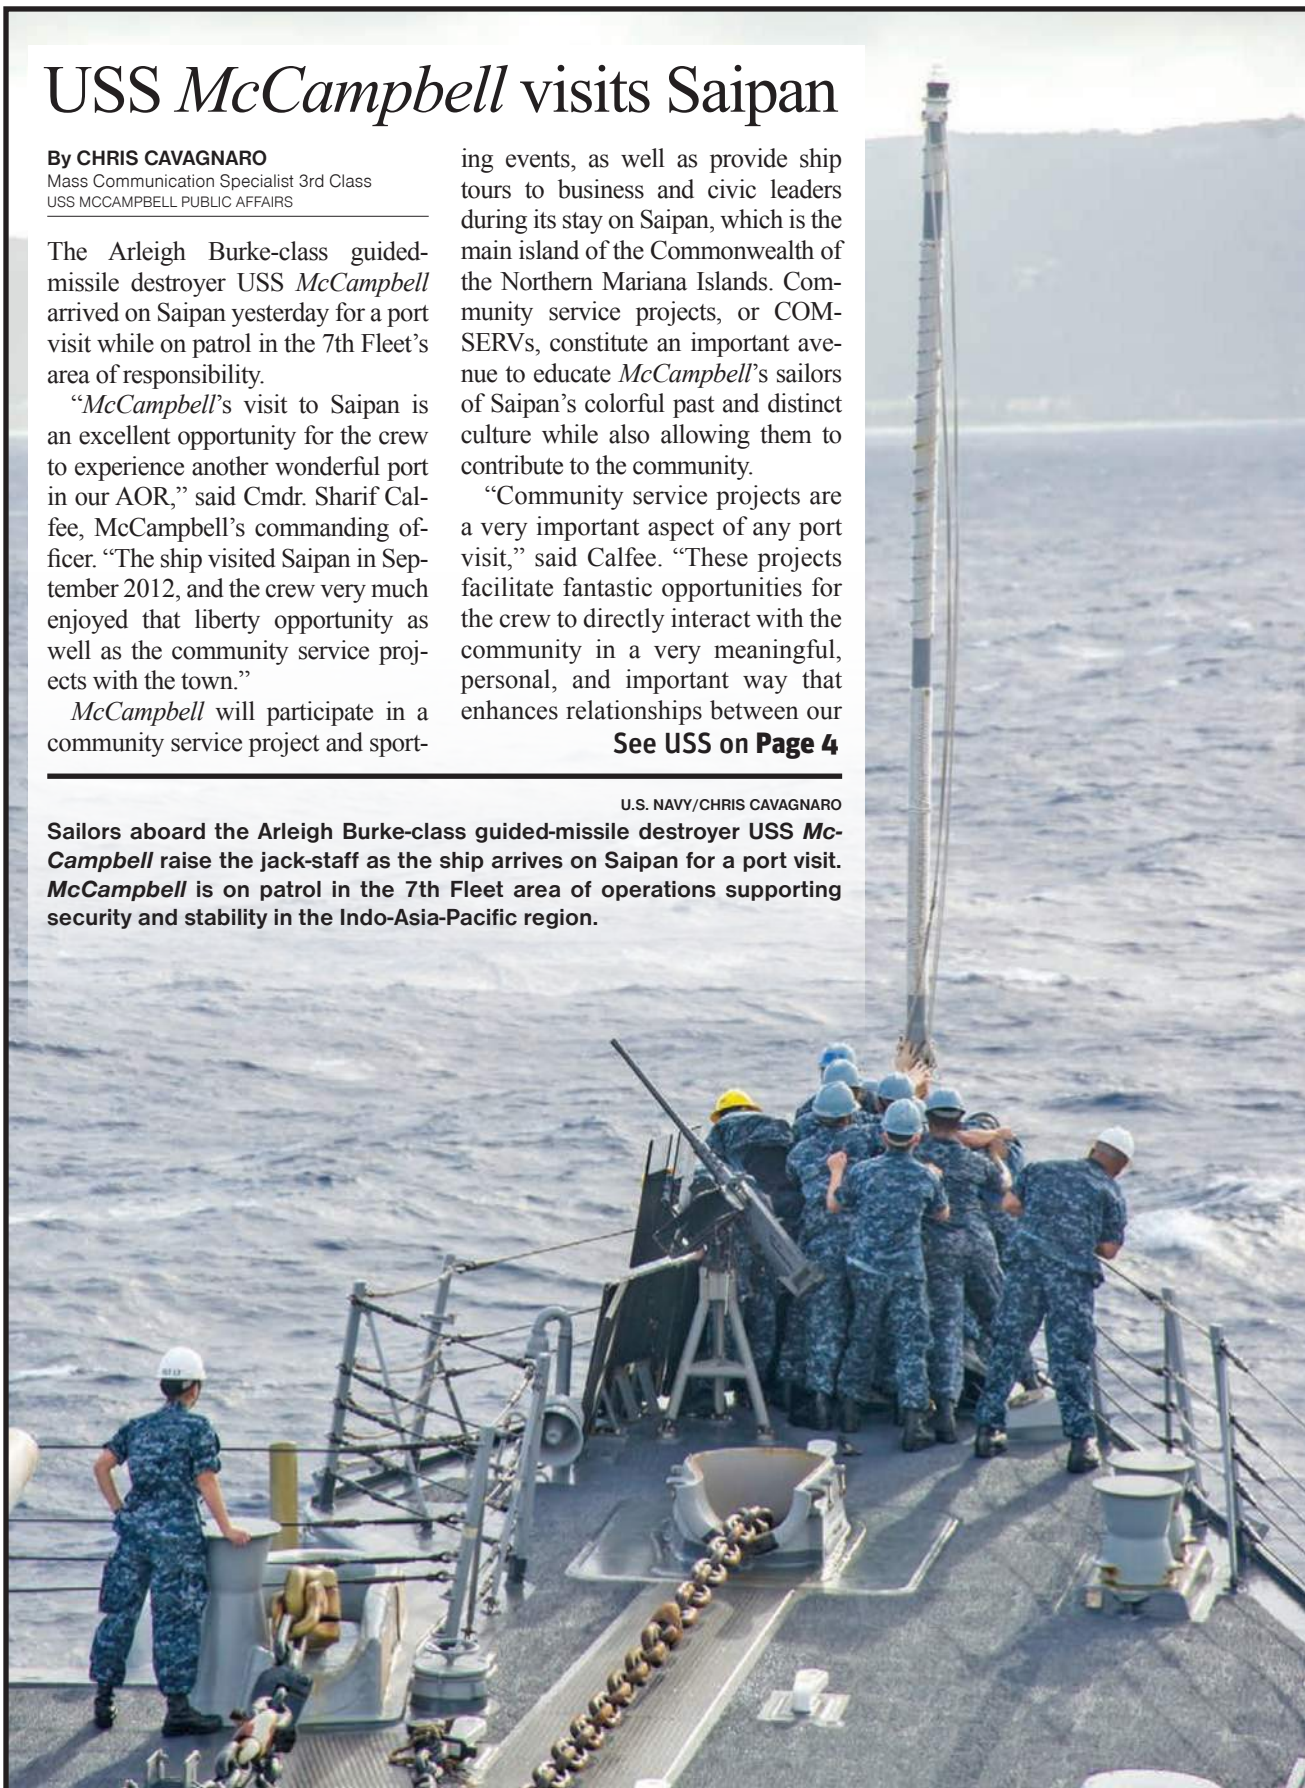 USS McCampbell visits Saipan
By CHRIS CAVAGNARO
Mass Communication Specialist 3rd Class
USS MCCAMPBELL PUBLIC AFFAIRS
The Arleigh Burke-class guided-
missile destroyer USS McCampbell
arrived on Saipan yesterday for a port
visit while on patrol in the 7th Fleet's
area of responsibility.
“McCampbell's visit to Saipan is
an excellent opportunity for the crew
to experience another wonderful port
in our AOR,” said Cmdr. Sharif Cal-
fee, McCampbell's commanding of-
ficer. “The ship visited Saipan in Sep-
tember 2012, and the crew very much
enjoyed that liberty opportunity as
well as the community service proj-
ects with the town.”
McCampbell will participate in a
community service project and sport-
ing events, as well as provide ship
tours to business and civic leaders
during its stay on Saipan, which is the
main island of the Commonwealth of
the Northern Mariana Islands. Com-
munity service projects, or COM-
SERVs, constitute an important ave-
nue to educate McCampbell's sailors
of Saipan's colorful past and distinct
culture while also allowing them to
contribute to the community.
“Community service projects are
a very important aspect of any port
visit,” said Calfee. “These projects
facilitate fantastic opportunities for
the crew to directly interact with the
community in a very meaningful,
personal, and important way that
enhances relationships between our
See USS on Page 4
U.S. NAVY/CHRIS CAVAGNARO
Sailors aboard the Arleigh Burke-class guided-missile destroyer USS Mc-
Campbell raise the jack-staff as the ship arrives on Saipan for a port visit.
McCampbell is on patrol in the 7th Fleet area of operations supporting
security and stability in the Indo-Asia-Pacific region.